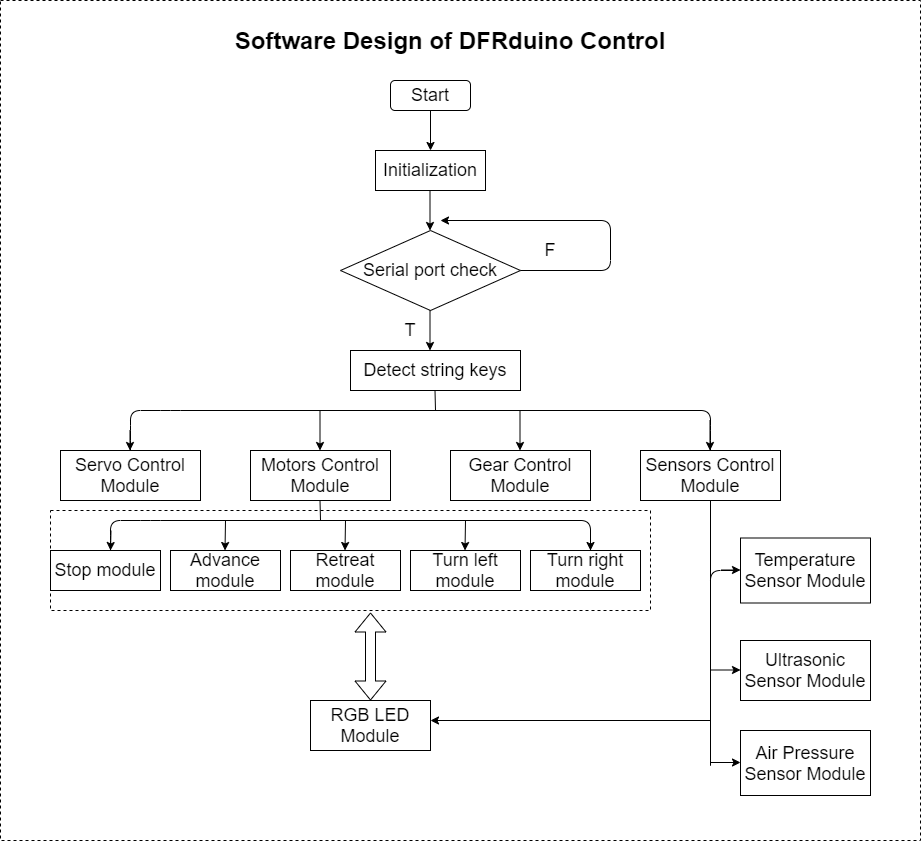 Software Design of DFRduino Control
Start
Initialization
F
Serial port check
T
Detect string keys
Servo Control
Module
Motors Control
Module
Gear Control
Module
Sensors Control
Module
Stop module
Advance
module
Retreat
module
Turn left
module
Turn right
module
Temperature
Sensor Module
Ultrasonic
Sensor Module
RGB LED
Module
Air Pressure
Sensor Module